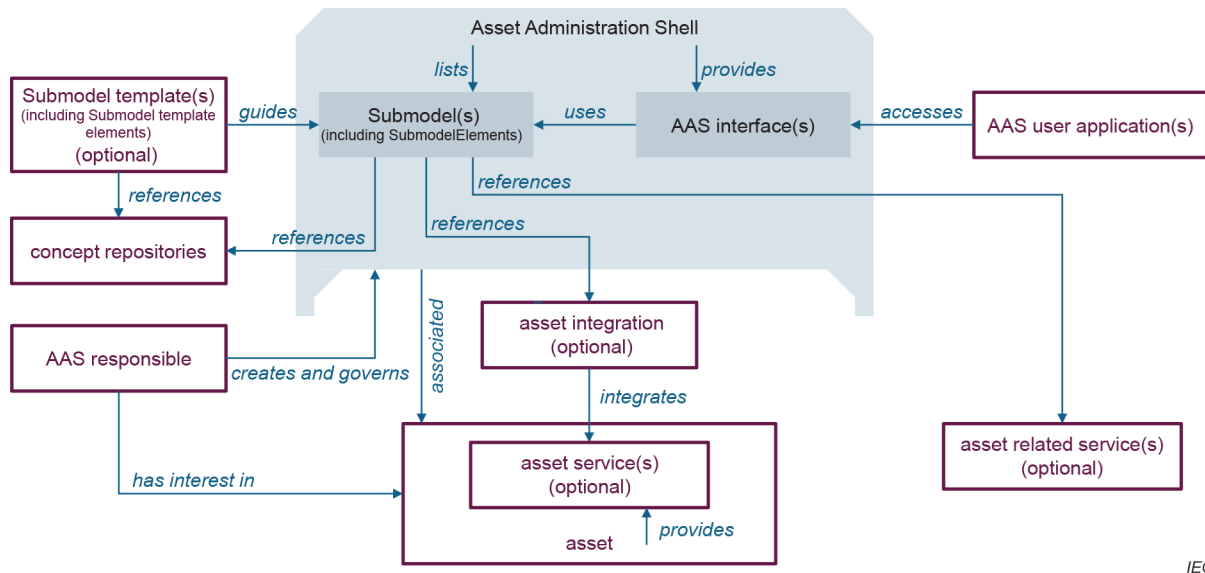 Asset Administration Shell
lists
provides
Submodel template(s)
(including Submodel template
elements)
(optional)
guides
Submodel(s)
(including SubmodelElements)
uses
AAS interface(s)
accesses
AAS user application(s)
references
references
references
references
concept repositories
asset integration
(optional)
AAS responsible
creates and governs
associated
integrates
asset service(s)
(optional)
asset related service(s)
(optional)
has interest in
provides
asset